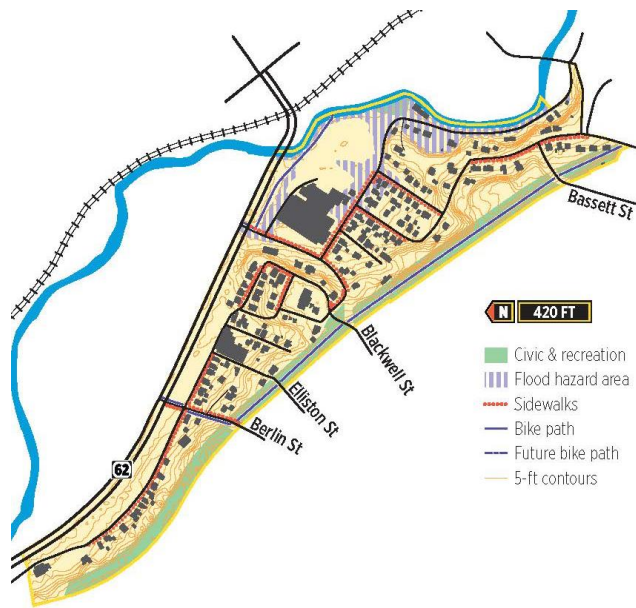 Bassett St
N 420 FT
Blackwell St
Elliston St
Berlin St
62
Civic & recreation
Flood hazard area
Sidewalks
Bike path
Future bike path
5-ft contours